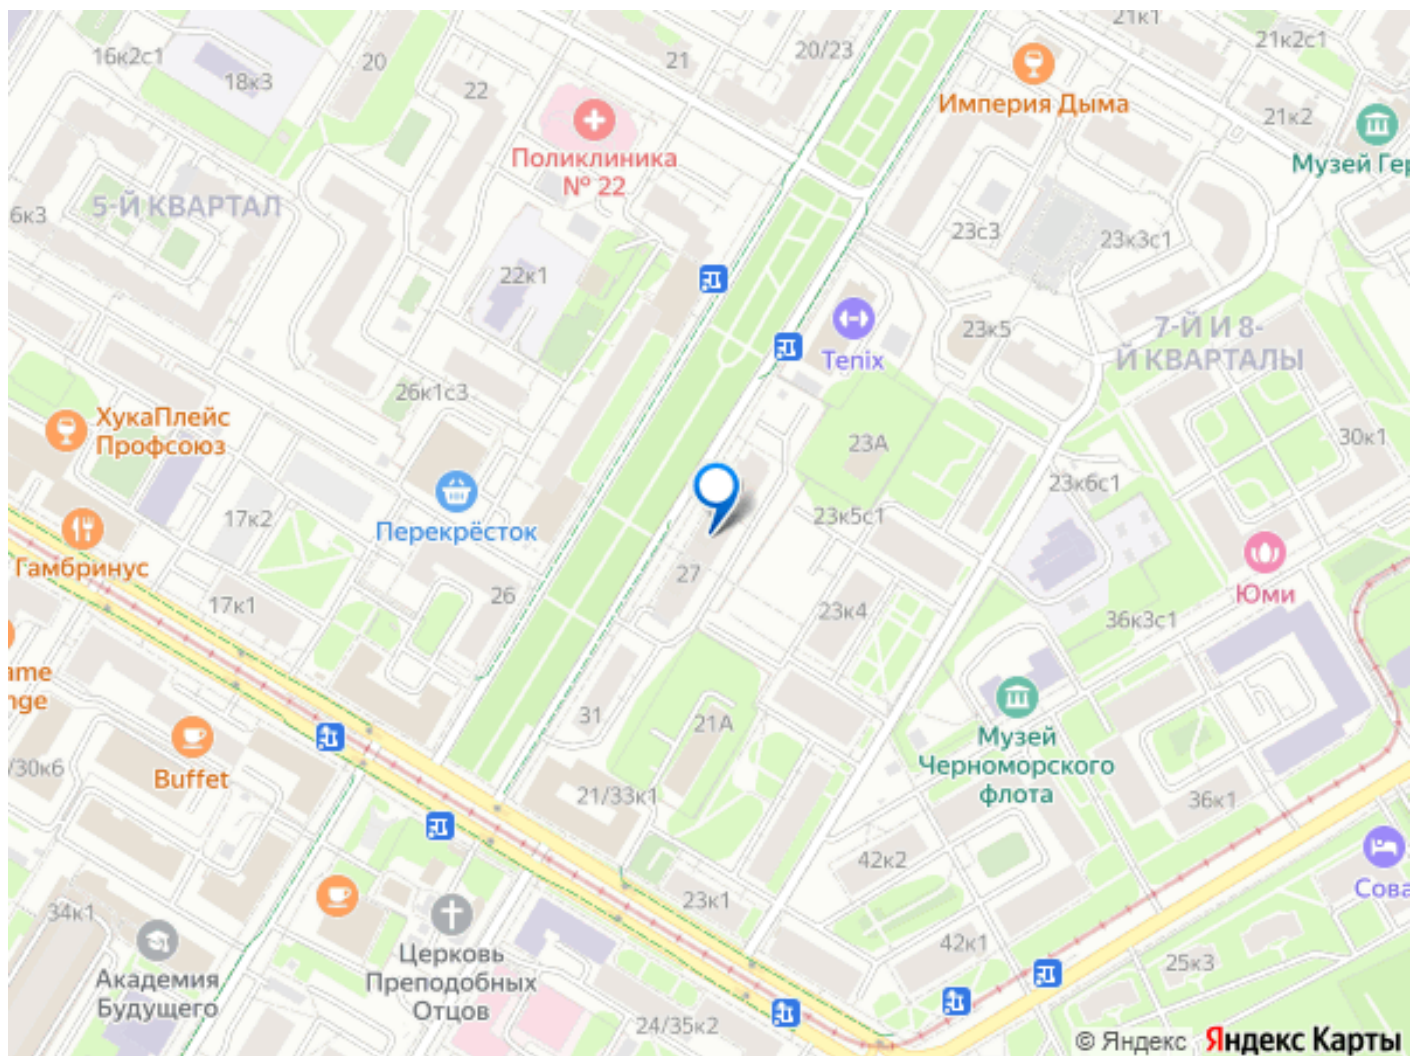 21к1
20/23
21к2с1
16к2с1
20
21
18к3
22
Империя Дыма
21к2
Поликлиника
№ 22
Музей Гер
5-Й КВАРТАЛ
6к3
23с3
23к3с1
22к1
23к5
7-Й И 8-
Й КВАРТАЛЫ
Tenix
26к1с3
ХукаПлейс
Профсоюз
23А
30к1
23к6с1
17к2
Перекрёсток
23к5с1
Гамбринус
27
26
Юми
17к1
23к4
36к3с1
ame
nge
31
21А
Музей
Черноморского
флота
/30к6
Buffet
21/33к1
36к1
42к2
Сова
23к1
34к1
42к1
Церковь
Преподобных
Отцов
25к3
Академия
Будущего
24/35к2
© Яндекс Яндекс Карты